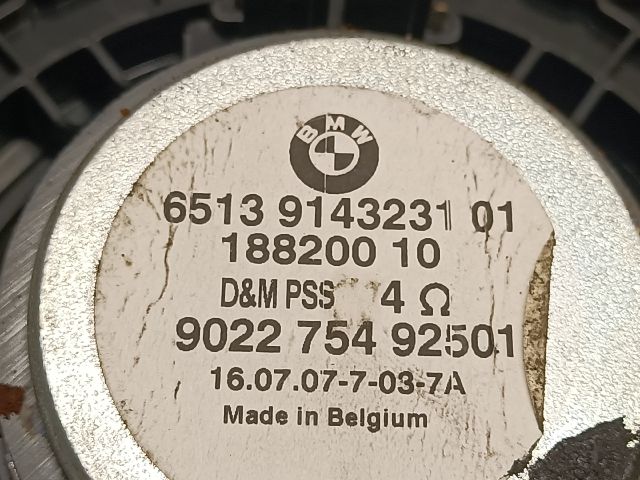 BMW
6513 9143231 01
188200 10
D&M PSS 4 Ω
9022 754 92501
16.07.07-7-03-7A
Made in Belgium